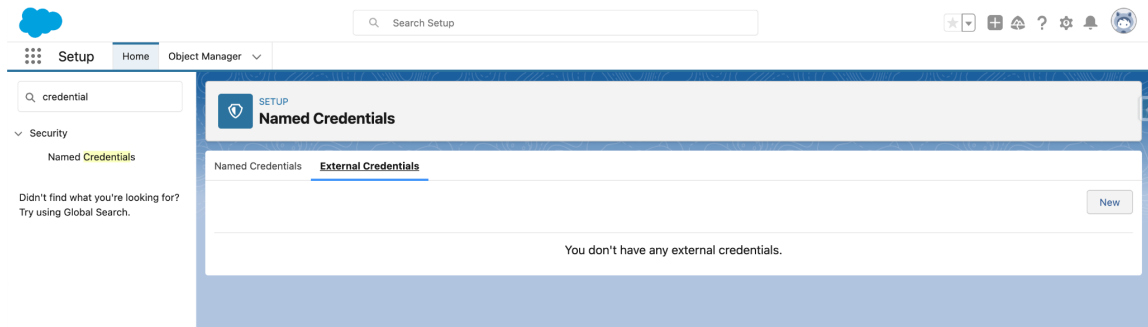 Search Setup
Setup
Home
Object Manager
credential
Security
Named Credentials
Didn't find what you're looking for?
Try using Global Search.
SETUP
Named Credentials
Named Credentials
External Credentials
New
You don't have any external credentials.